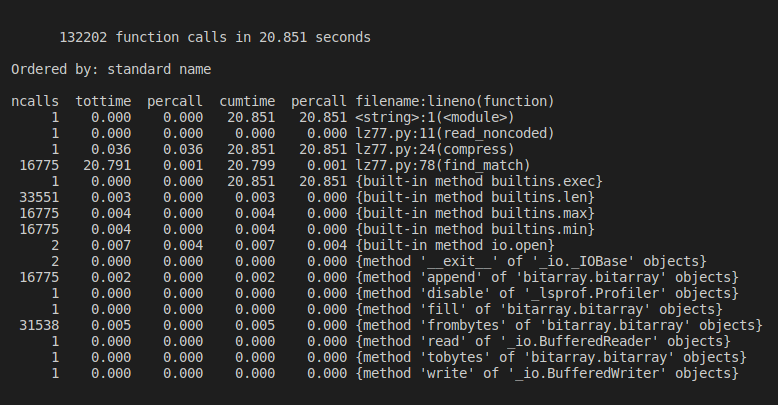 132202 function calls in 20.851 seconds
Ordered by: standard name
ncalls tottime percall cumtime percall filename:lineno(function)
1 0.000 0.000 20.851 20.851 <string>:1(<module>)
1 0.000 0.000 0.000 0.000 lz77.py:11(read_noncoded)
1 0.036 0.036 20.851 20.851 lz77.py:24(compress)
16775 20.791 0.001 20.799 0.001 lz77.py:78(find_match)
1 0.000 0.000 20.851 20.851 {built-in method builtins.exec}
33551 0.003 0.000 0.003 0.000 {built-in method builtins.len}
16775 0.004 0.000 0.004 0.000 {built-in method builtins.max}
16775 0.004 0.000 0.004 0.000 {built-in method builtins.min}
2 0.007 0.004 0.007 0.004 {built-in method io.open}
2 0.000 0.000 0.000 0.000 {method '__exit__' of '_io._IOBase' objects}
16775 0.002 0.000 0.002 0.000 {method 'append' of 'bitarray.bitarray' objects}
1 0.000 0.000 0.000 0.000 {method 'disable' of '_lsprof.Profiler' objects}
1 0.000 0.000 0.000 0.000 {method 'fill' of 'bitarray.bitarray' objects}
31538 0.005 0.000 0.005 0.000 {method 'frombytes' of 'bitarray.bitarray' objects}
1 0.000 0.000 0.000 0.000 {method 'read' of '_io.BufferedReader' objects}
1 0.000 0.000 0.000 0.000 {method 'tobytes' of 'bitarray.bitarray' objects}
1 0.000 0.000 0.000 0.000 {method 'write' of '_io.BufferedWriter' objects}